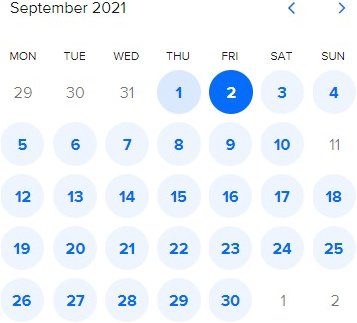 September 2021
MON TUE WED THU FRI SAT SUN
29 30 31 1 2 3 4
5 6 7 8 9 10 11
12 13 14 15 16 17 18
19 20 21 22 23 24 25
26 27 28 29 30 1 2